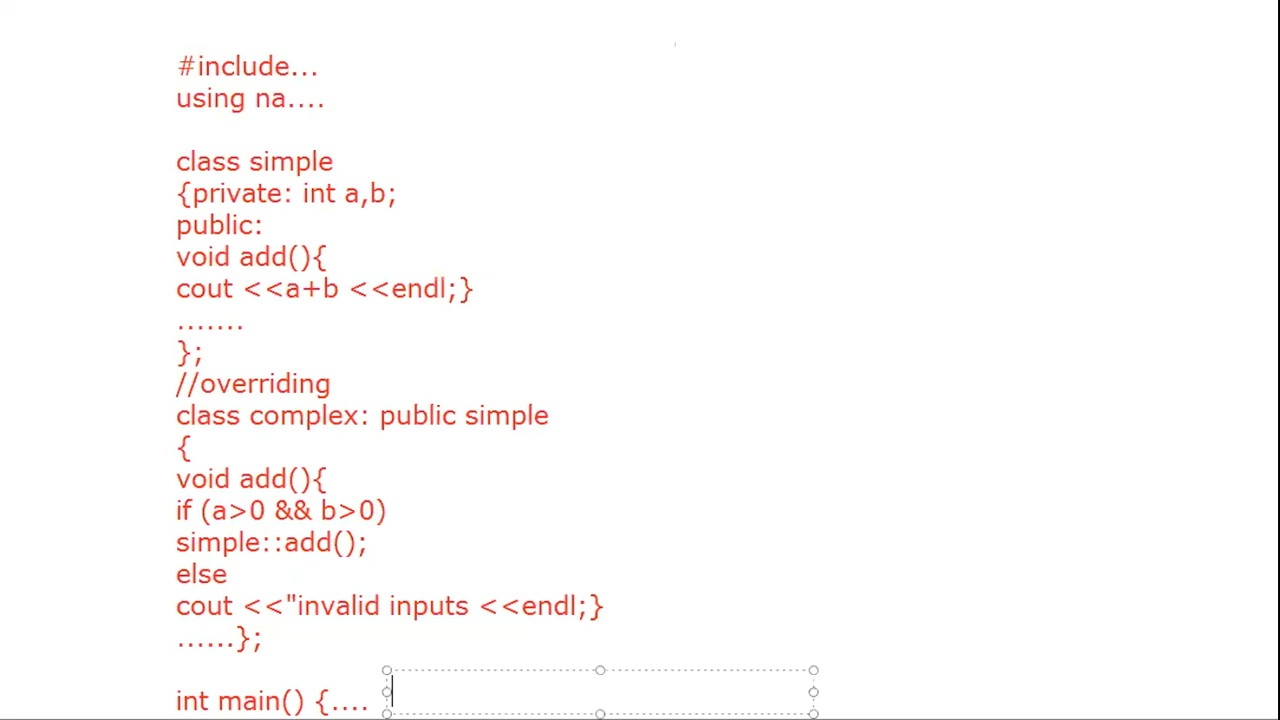 #include...
using na....
class simple
{private: int a,b;
public:
void add(){
cout <<a+b <<endl;}
.......
};
//overriding
class complex: public simple
{
void add(){
if (a>0 && b>0)
simple::add();
else
cout <<"invalid inputs <<endl;}
......};
int main() {....